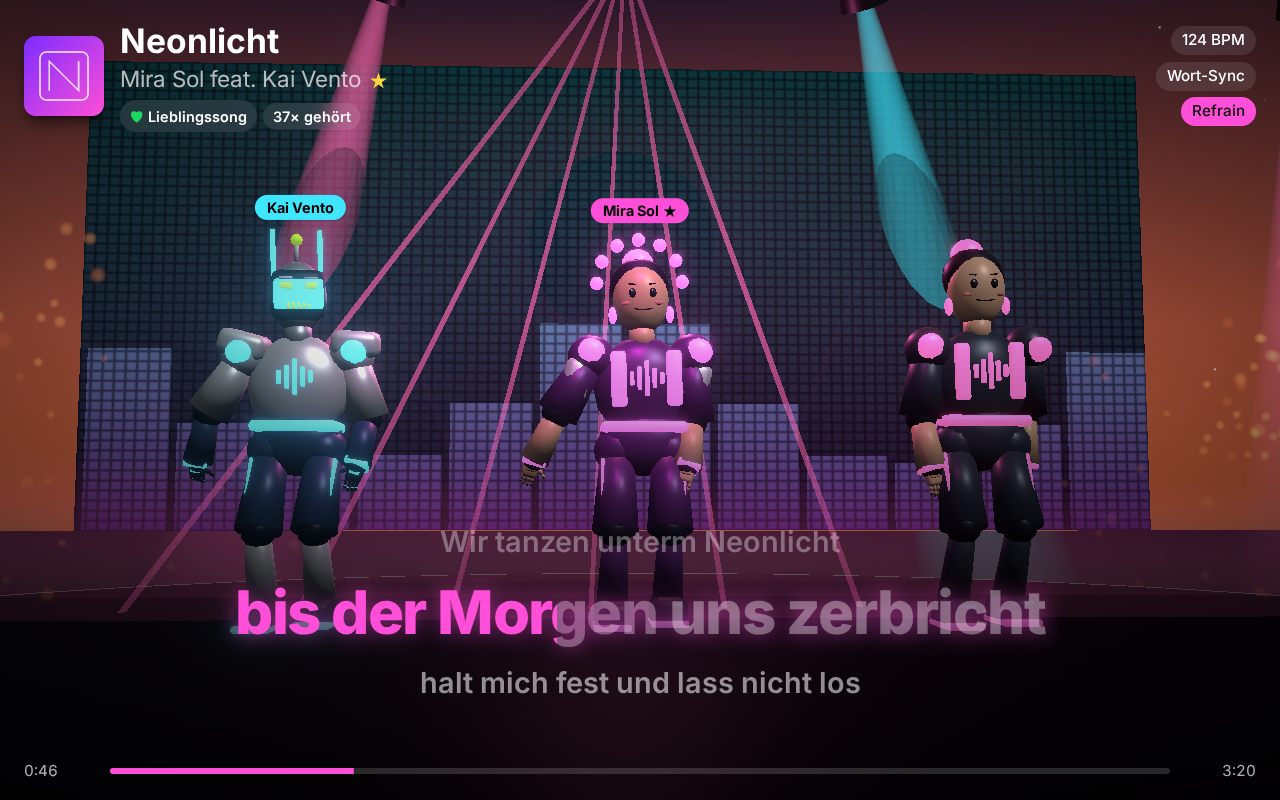 N
Neonlicht
Mira Sol feat. Kai Vento ★
Lieblingssong
37× gehört
124 BPM
Wort-Sync
Refrain
Kai Vento
Mira Sol ★
Wir tanzen unterm Neonlicht
bis der Morgen uns zerbricht
halt mich fest und lass nicht los
0:46
3:20